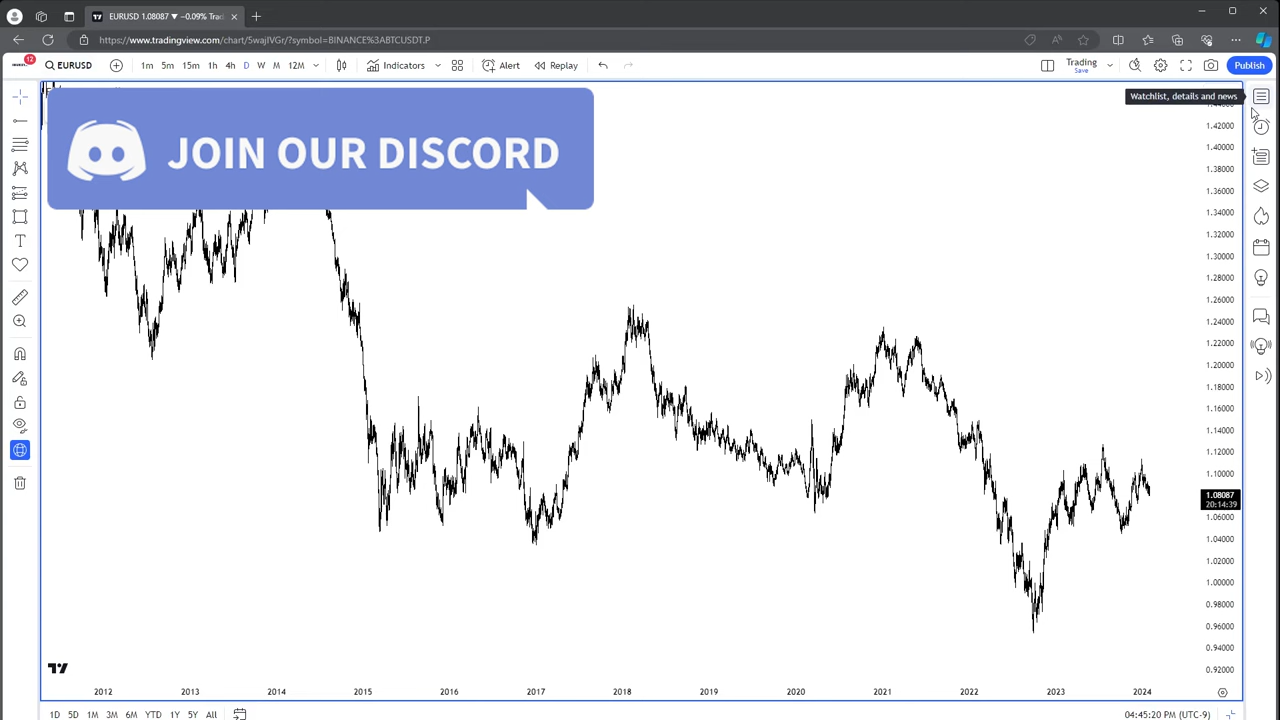 EURUSD 1.08087 ▼ −0.09% Tra
https://www.tradingview.com/chart/5wajIVGr/?symbol=BINANCE%3ABTCUSDT.P
12
EURUSD
1m 5m 15m 1h 4h D W M 12M
Indicators
Alert
Replay
Trading
Save
Publish
Watchlist, details and news
JOIN OUR DISCORD
1.42000
1.40000
1.38000
1.36000
1.34000
1.32000
1.30000
1.28000
1.26000
1.24000
1.22000
1.20000
1.18000
1.16000
1.14000
1.12000
1.10000
1.08087
20:14:39
1.06000
1.04000
1.02000
1.00000
0.98000
0.96000
0.94000
0.92000
2012 2013 2014 2015 2016 2017 2018 2019 2020 2021 2022 2023 2024
1D 5D 1M 3M 6M YTD 1Y 5Y All
04:45:20 PM (UTC-9)